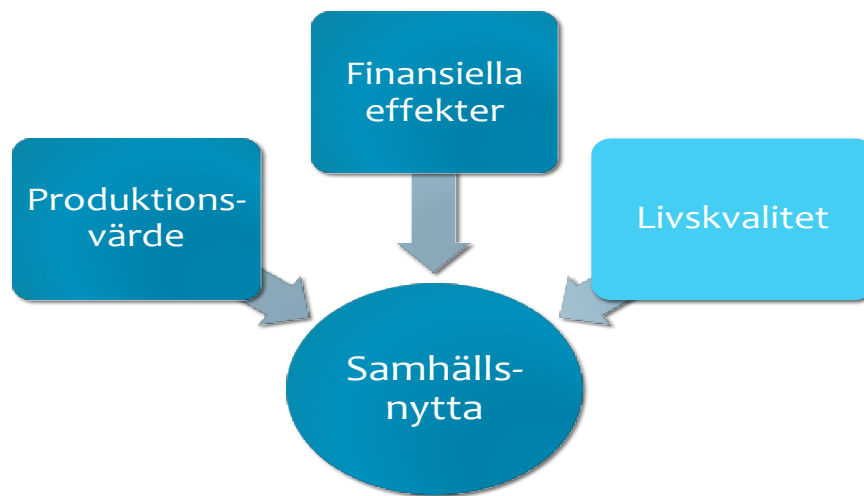 Finansiella
effekter
Produktions-
värde
Livskvalitet
Samhälls-
nytta